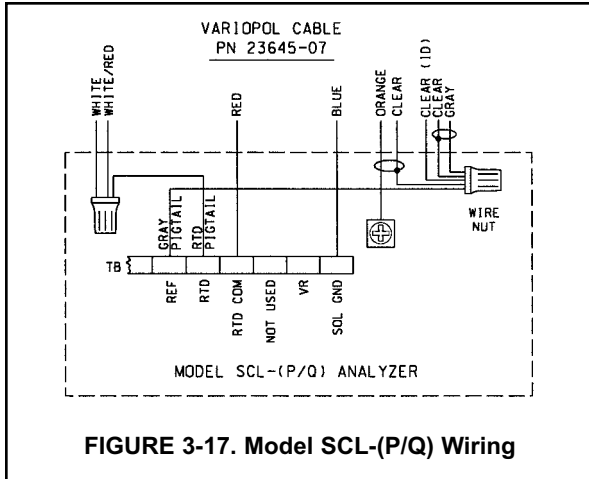 VARIOPOL CABLE
PN 23645-07
WHITE
WHITE/RED
RED
BLUE
ORANGE
CLEAR
CLEAR (ID)
CLEAR
GRAY
WIRE
NUT
GRAY
PIGTAIL
RTD
PIGTAIL
TB
REF
RTD
RTD COM
NOT USED
VR
SOL GND
MODEL SCL-(P/Q) ANALYZER
FIGURE 3-17. Model SCL-(P/Q) Wiring